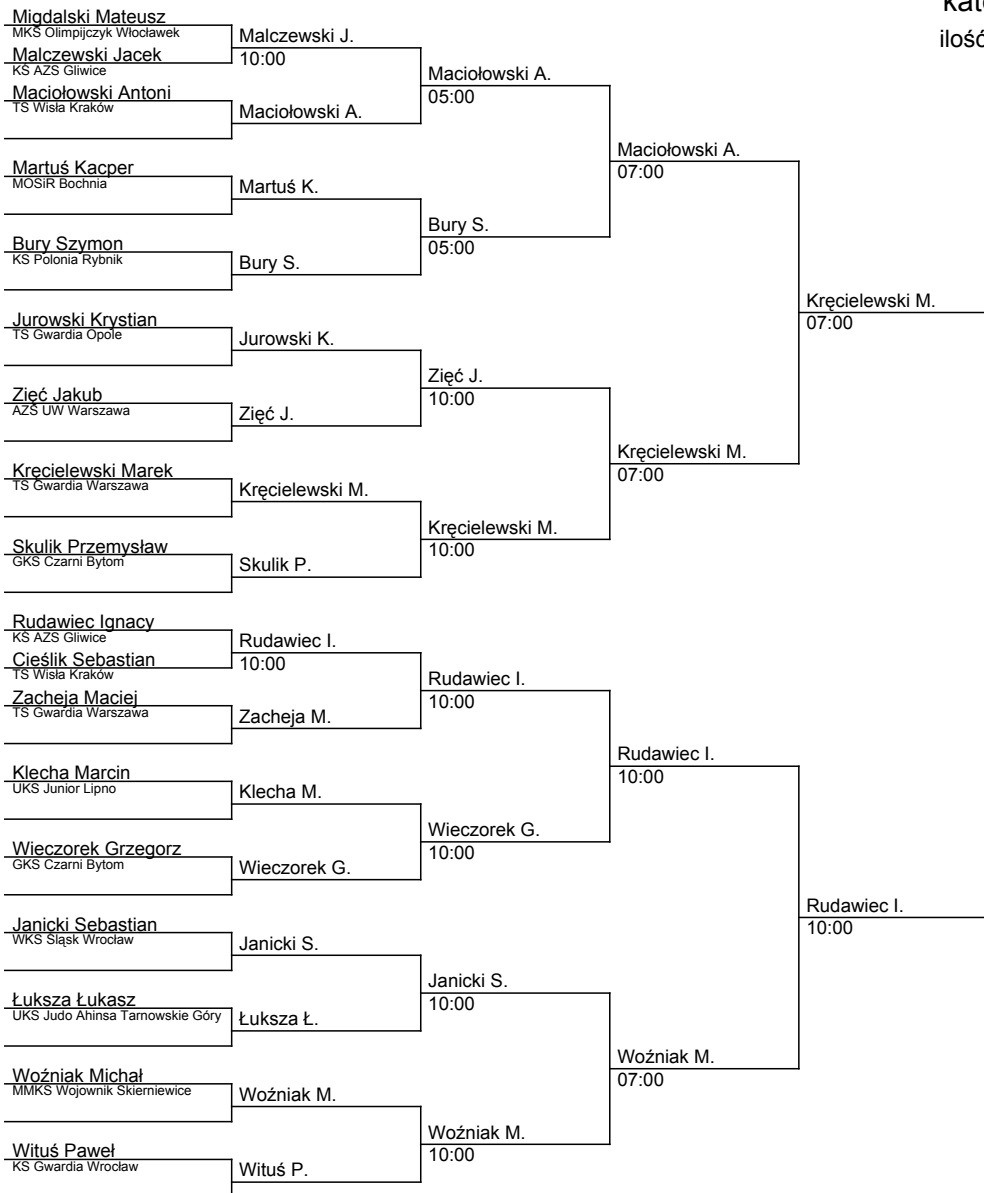 kate
ilość
Migdalski Mateusz
MKS Olimpijczyk Włocławek
Malczewski Jacek
KŚ AZS Gliwice
Maciołowski Antoni
TS Wisła Kraków
Martuś Kacper
MOSiR Bochnia
Bury Szymon
KS Polonia Rybnik
Jurowski Krystian
TS Gwardia Opole
Zięć Jakub
AZS UW Warszawa
Kręcielewski Marek
TS Gwardia Warszawa
Skulik Przemysław
GKS Czarni Bytom
Rudawiec Ignacy
KŚ AZS Gliwice
Cieślik Sebastian
TS Wisła Kraków
Zacheja Maciej
TS Gwardia Warszawa
Klecha Marcin
UKS Junior Lipno
Wieczorek Grzegorz
GKS Czarni Bytom
Janicki Sebastian
WKS Śląsk Wrocław
Łuksza Łukasz
UKS Judo Ahinsa Tarnowskie Góry
Woźniak Michał
MMKS Wojownik Skierniewice
Wituś Paweł
KS Gwardia Wrocław
Malczewski J.
10:00
Maciołowski A.
Martuś K.
Bury S.
Jurowski K.
Zięć J.
Kręcielewski M.
Skulik P.
Rudawiec I.
10:00
Zacheja M.
Klecha M.
Wieczorek G.
Janicki S.
Łuksza Ł.
Woźniak M.
Wituś P.
Maciołowski A.
05:00
Bury S.
05:00
Zięć J.
10:00
Kręcielewski M.
10:00
Rudawiec I.
10:00
Wieczorek G.
10:00
Janicki S.
10:00
Woźniak M.
10:00
Maciołowski A.
07:00
Kręcielewski M.
07:00
Rudawiec I.
10:00
Woźniak M.
07:00
Kręcielewski M.
07:00
Rudawiec I.
10:00